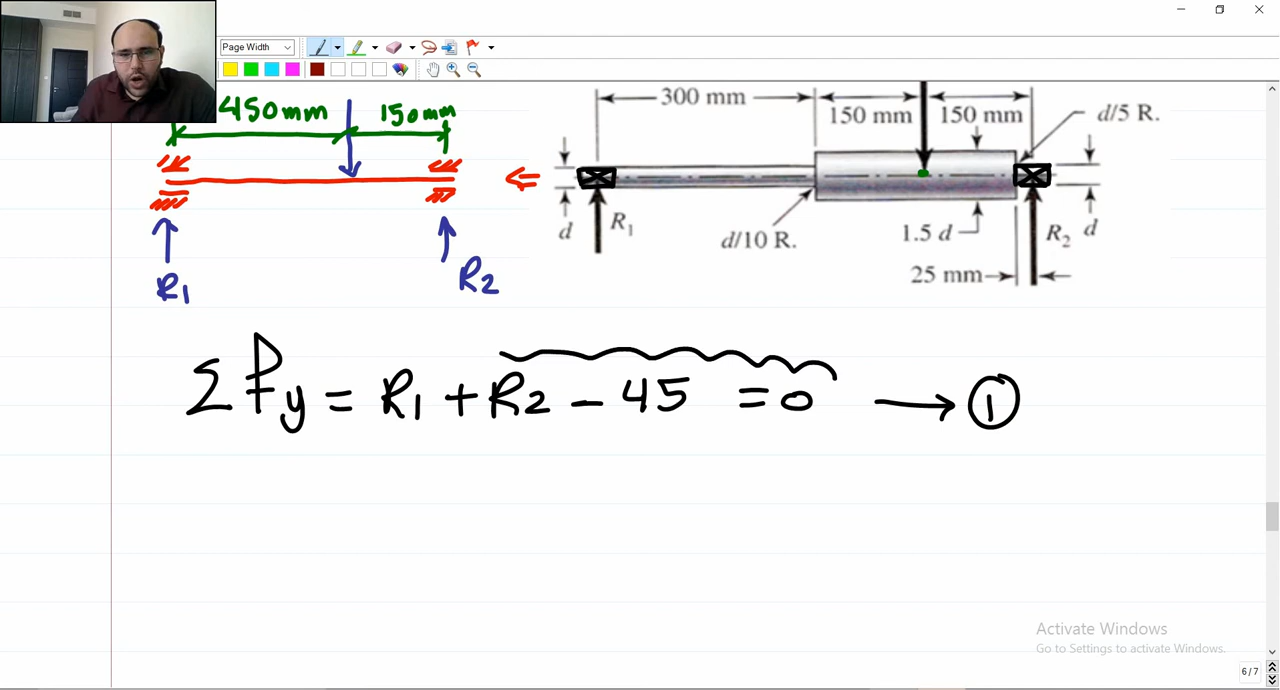 Page Width
450mm
150mm
300 mm
150 mm
150 mm
d/5 R.
d
R1
d/10 R.
1.5 d
R2
d
25 mm
R1
R2
ΣFy = R1 + R2 - 45 = 0 → ①
Activate Windows
Go to Settings to activate Windows.
6/7